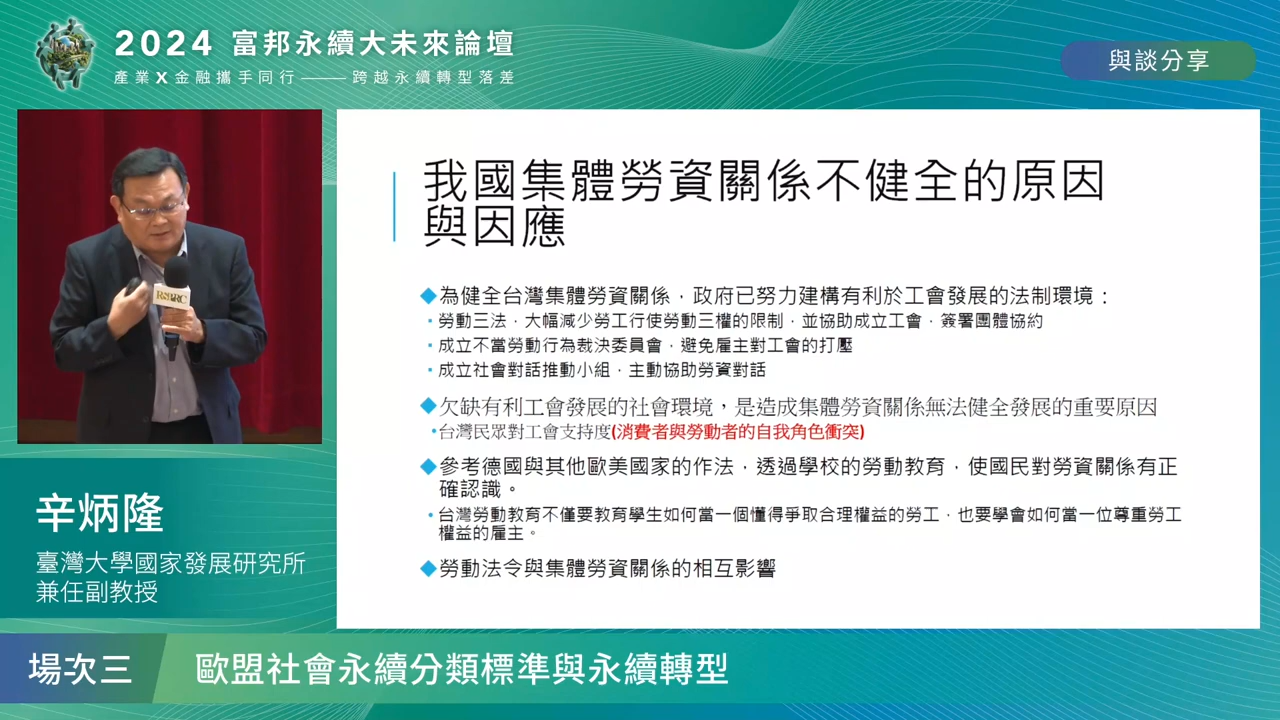 2024 富邦永續大未來論壇
產業X金融攜手同行——跨越永續轉型落差
與談分享
我國集體勞資關係不健全的原因
與因應
◆為健全台灣集體勞資關係，政府已努力建構有利於工會發展的法制環境：
•勞動三法，大幅減少勞工行使勞動三權的限制，並協助成立工會，簽署團體協約
•成立不當勞動行為裁決委員會，避免雇主對工會的打壓
•成立社會對話推動小組，主動協助勞資對話
◆欠缺有利工會發展的社會環境，是造成集體勞資關係無法健全發展的重要原因
•台灣民眾對工會支持度(消費者與勞動者的自我角色衝突)
◆參考德國與其他歐美國家的作法，透過學校的勞動教育，使國民對勞資關係有正
確認識。
•台灣勞動教育不僅要教育學生如何當一個懂得爭取合理權益的勞工，也要學會如何當一位尊重勞工
權益的雇主。
◆勞動法令與集體勞資關係的相互影響
RSPRC
辛炳隆
臺灣大學國家發展研究所
兼任副教授
場次三
歐盟社會永續分類標準與永續轉型